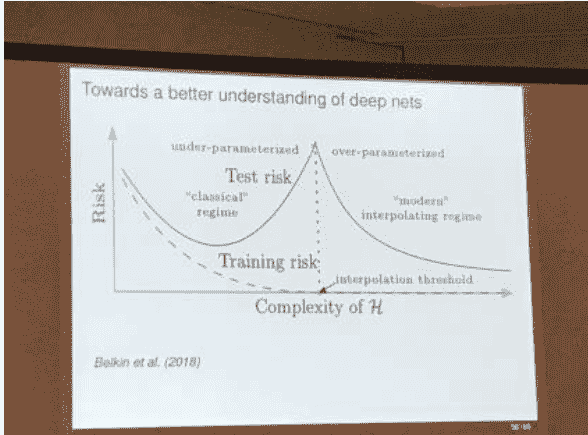 Towards a better understanding of deep nets
under-parameterized
over-parameterized
Test risk
"classical"
regime
"modern"
interpolating regime
Risk
Training risk
interpolation threshold
Complexity of ℋ
Belkin et al. (2018)